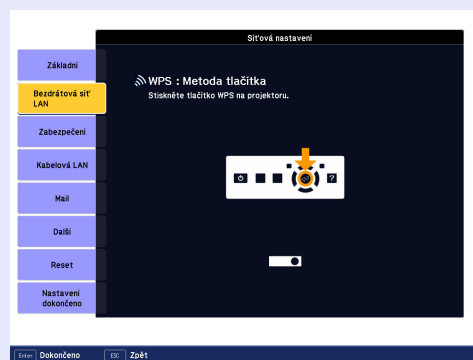 Síťová nastavení
Základní
Bezdrátová síť
LAN
Zabezpečení
Kabelová LAN
Mail
Další
Reset
Nastavení
dokončeno
WPS : Metoda tlačítka
Stiskněte tlačítko WPS na projektoru.
?
Enter Dokončeno
ESC Zpět